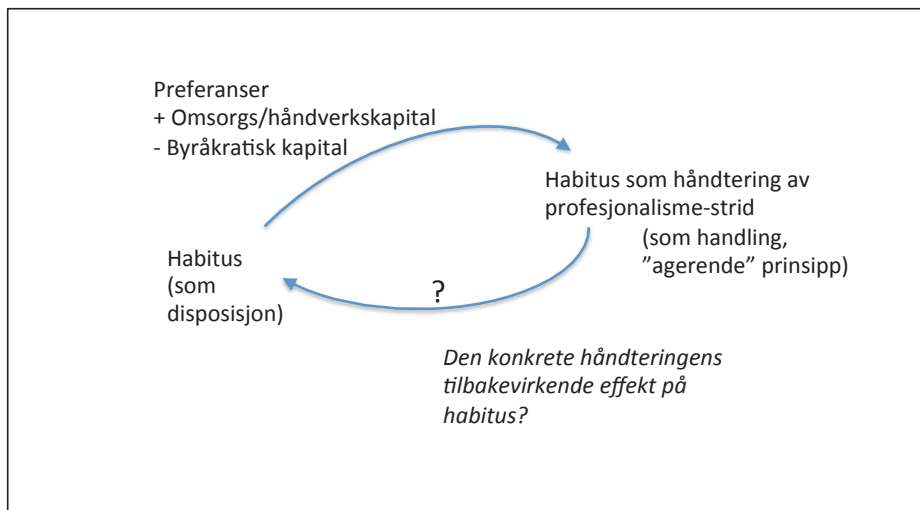 Preferanser
+ Omsorgs/håndverkskapital
- Byråkratisk kapital
Habitus som håndtering av
profesjonalisme-strid
(som handling,
”agerende” prinsipp)
Habitus
(som
disposisjon)
?
Den konkrete håndteringens
tilbakevirkende effekt på
habitus?